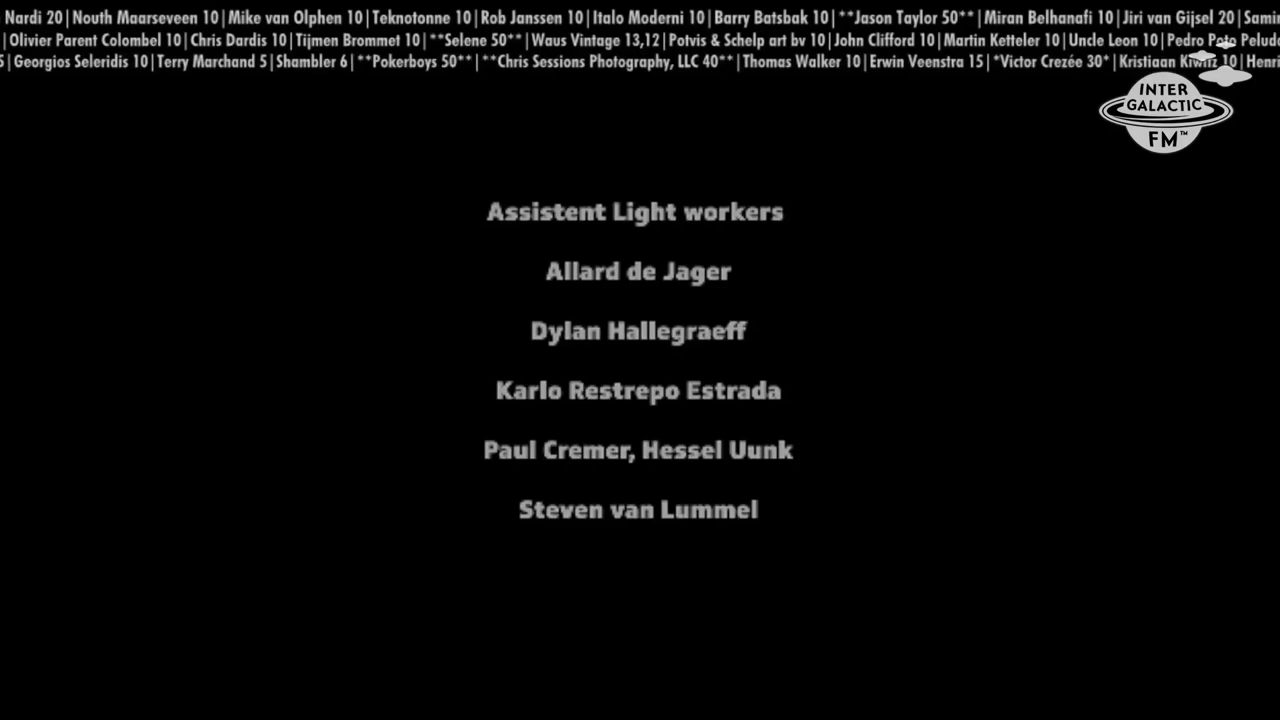 Nardi 20|Nouth Maarseveen 10|Mike van Olphen 10|Teknotonne 10|Rob Janssen 10|Italo Moderni 10|Barry Batsbak 10|**Jason Taylor 50**|Miran Belhanafi 10|Jiri van Gijsel 20|
|Olivier Parent Colombel 10|Chris Dardis 10|Tijmen Brommet 10|**Selene 50**|Waus Vintage 13,12|Potvis & Schelp art bv 10|John Clifford 10|Martin Ketteler 10|Uncle Leon 10|Pedro
|Georgios Seleridis 10|Terry Marchand 5|Shambler 6|**Pokerboys 50**|**Chris Sessions Photography, LLC 40**|Thomas Walker 10|Erwin Veenstra 15|*Victor Crezée 30*|Kristiaan 10|
INTER
GALACTIC
FM™
Assistent Light workers
Allard de Jager
Dylan Hallegraeff
Karlo Restrepo Estrada
Paul Cremer, Hessel Uunk
Steven van Lummel